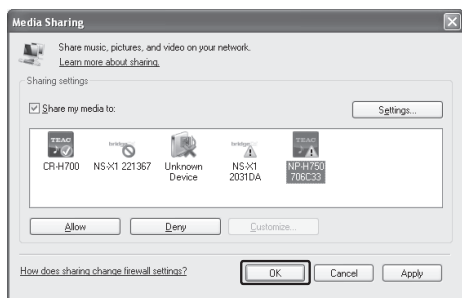 Media Sharing
Share music, pictures, and video on your network.
Learn more about sharing.
Sharing settings
Share my media to:
Settings...
TEAC
bridge
bridge
TEAC
CR-H700
NS-X1 221367
Unknown
Device
NS-X1
2031DA
NP-H750
706C33
Allow
Deny
Customize...
How does sharing change firewall settings?
OK
Cancel
Apply